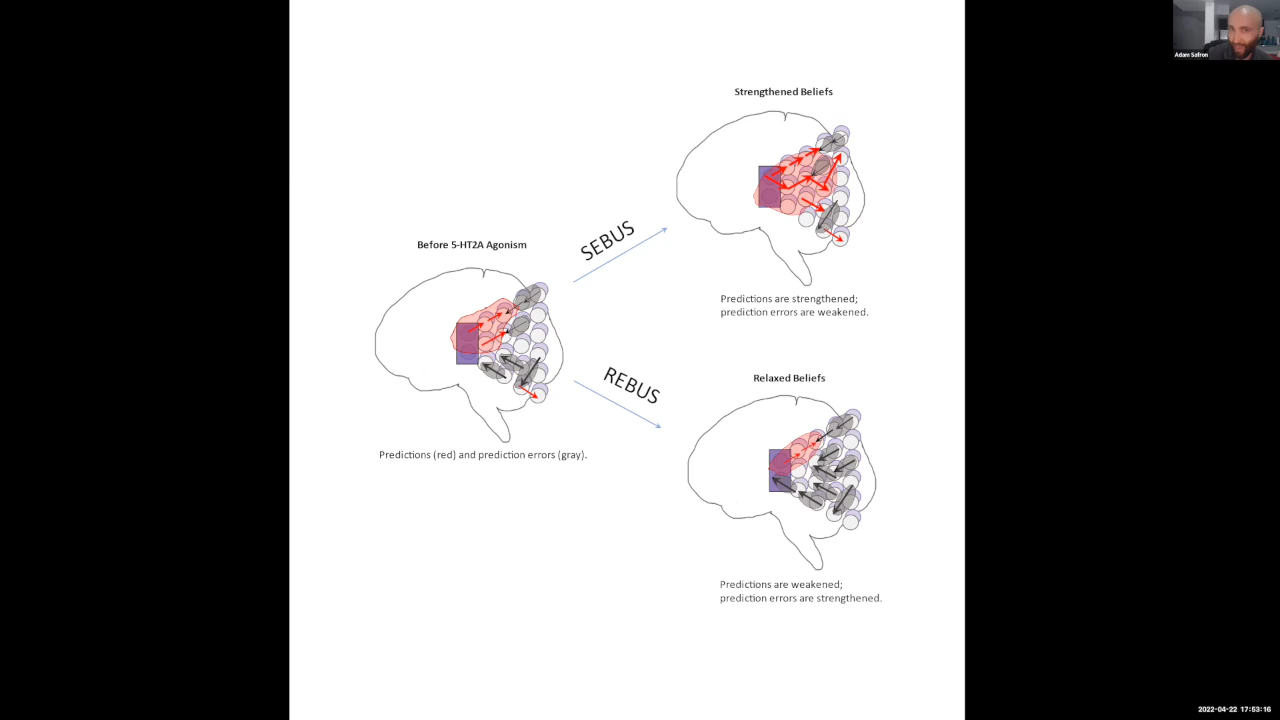 Adam Safron
Strengthened Beliefs
SEBUS
Before 5-HT2A Agonism
Predictions are strengthened;
prediction errors are weakened.
REBUS
Relaxed Beliefs
Predictions (red) and prediction errors (gray).
Predictions are weakened;
prediction errors are strengthened.
2022-04-22 17:53:16